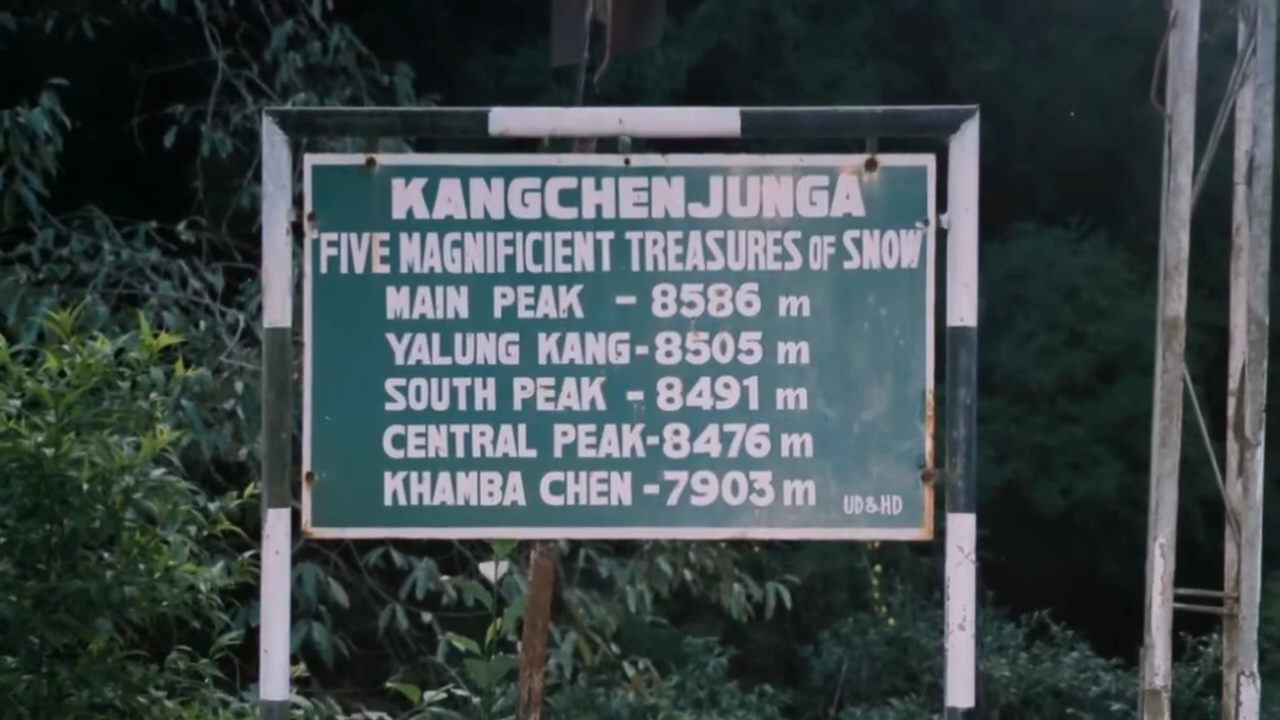 KANGCHENJUNGA
FIVE MAGNIFICIENT TREASURES OF SNOW
MAIN PEAK - 8586 m
YALUNG KANG-8505 m
SOUTH PEAK - 8491 m
CENTRAL PEAK-8476 m
KHAMBA CHEN -7903 m
UD&HD